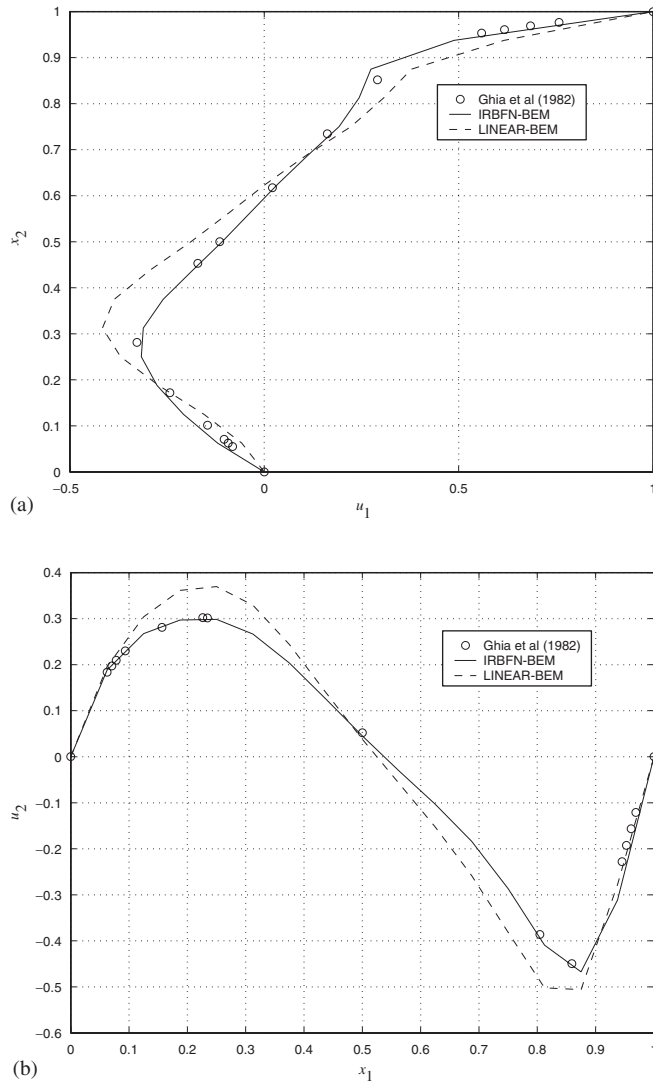 1
0.9
0.8
0.7
0.6
0.5
0.4
0.3
0.2
0.1
0
x2
Ghia et al (1982)
IRBFN-BEM
LINEAR-BEM
−0.5 0 0.5 1
u1
(a)
0.4
0.3
0.2
0.1
0
−0.1
−0.2
−0.3
−0.4
−0.5
−0.6
u2
Ghia et al (1982)
IRBFN-BEM
LINEAR-BEM
0 0.1 0.2 0.3 0.4 0.5 0.6 0.7 0.8 0.9 1
x1
(b)